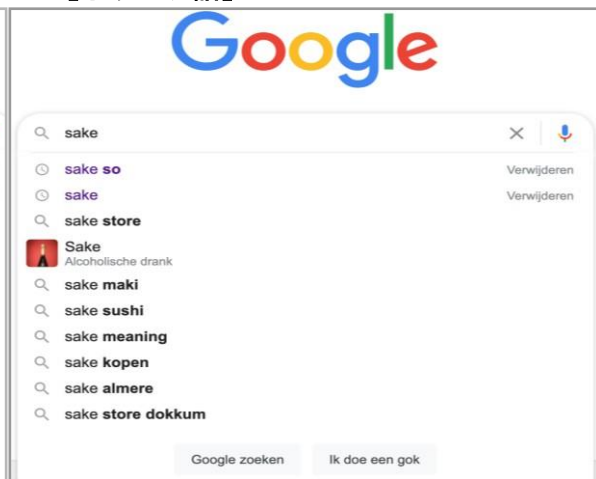 Google
sake
sake so Verwijderen
sake Verwijderen
sake store
Sake
Alcoholische drank
sake maki
sake sushi
sake meaning
sake kopen
sake almere
sake store dokkum
Google zoeken Ik doe een gok